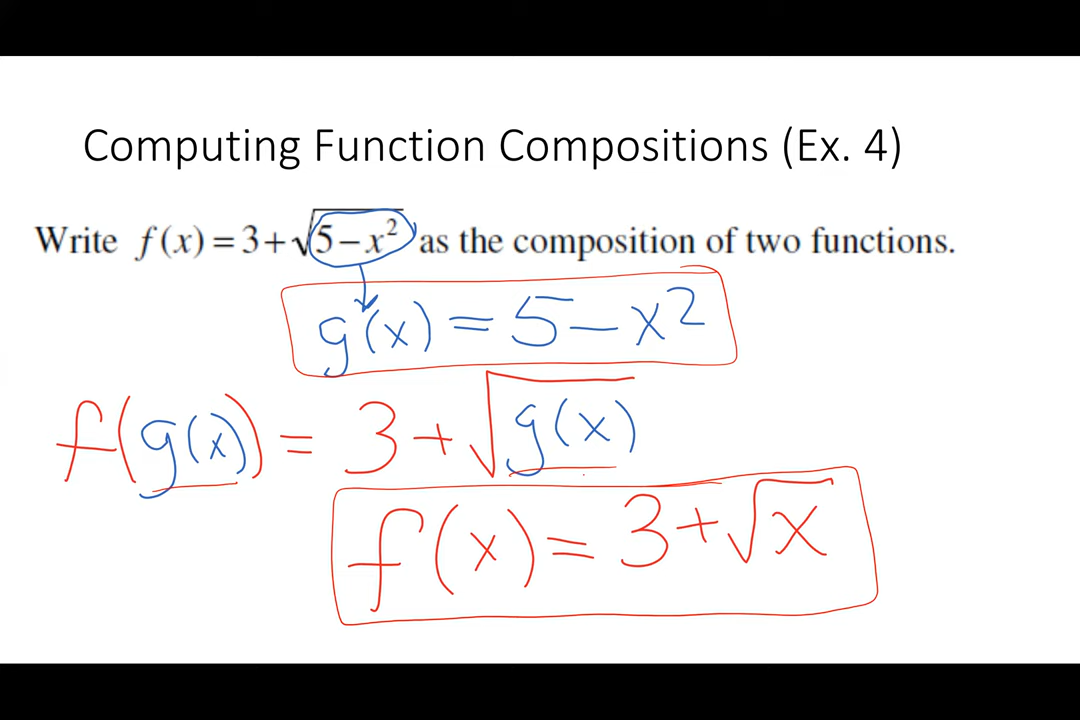 Computing Function Compositions (Ex. 4)
Write f(x) = 3 + √(5 − x²) as the composition of two functions.
g(x) = 5 − x²
f(g(x)) = 3 + √g(x)
f(x) = 3 + √x